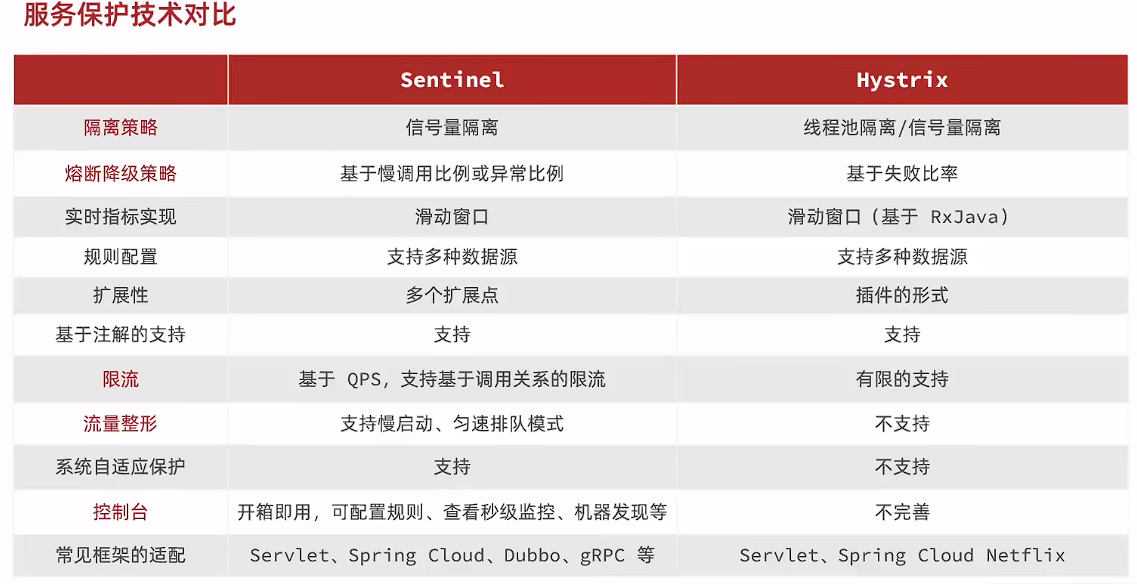 服务保护技术对比
Sentinel Hystrix
隔离策略 信号量隔离 线程池隔离/信号量隔离
熔断降级策略 基于慢调用比例或异常比例 基于失败比率
实时指标实现 滑动窗口 滑动窗口（基于 RxJava）
规则配置 支持多种数据源 支持多种数据源
扩展性 多个扩展点 插件的形式
基于注解的支持 支持 支持
限流 基于 QPS，支持基于调用关系的限流 有限的支持
流量整形 支持慢启动、匀速排队模式 不支持
系统自适应保护 支持 不支持
控制台 开箱即用，可配置规则、查看秒级监控、机器发现等 不完善
常见框架的适配 Servlet、Spring Cloud、Dubbo、gRPC 等 Servlet、Spring Cloud Netflix